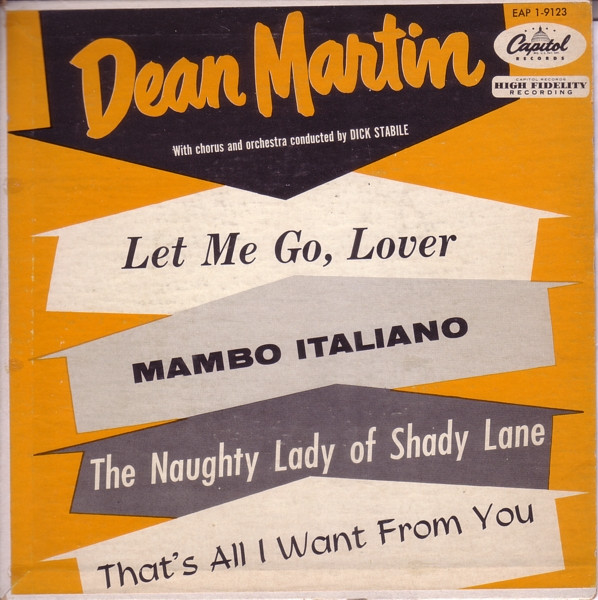 EAP 1-9123
Dean Martin
Capitol
RECORDS
CAPITOL RECORDS
HIGH FIDELITY
RECORDING
With chorus and orchestra conducted by DICK STABILE
Let Me Go, Lover
MAMBO ITALIANO
The Naughty Lady of Shady Lane
That's All I Want From You